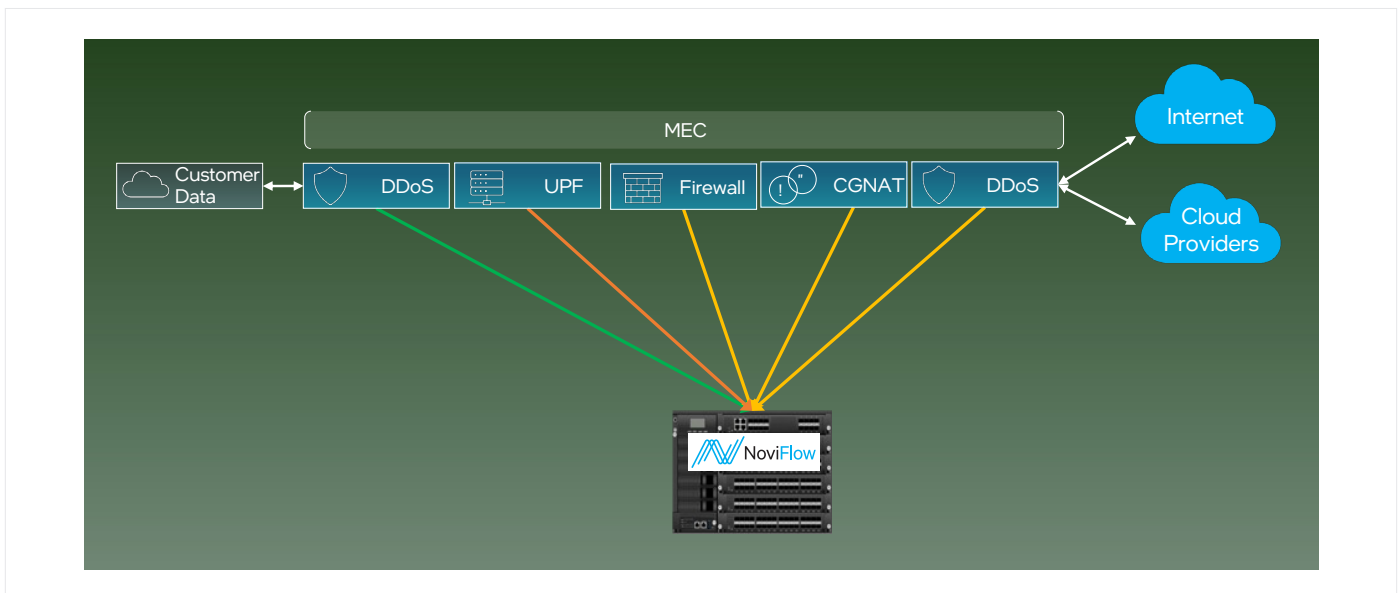 MEC
Internet
Customer
Data
DDoS
UPF
Firewall
! "
CGNAT
DDoS
Cloud
Providers
NoviFlow